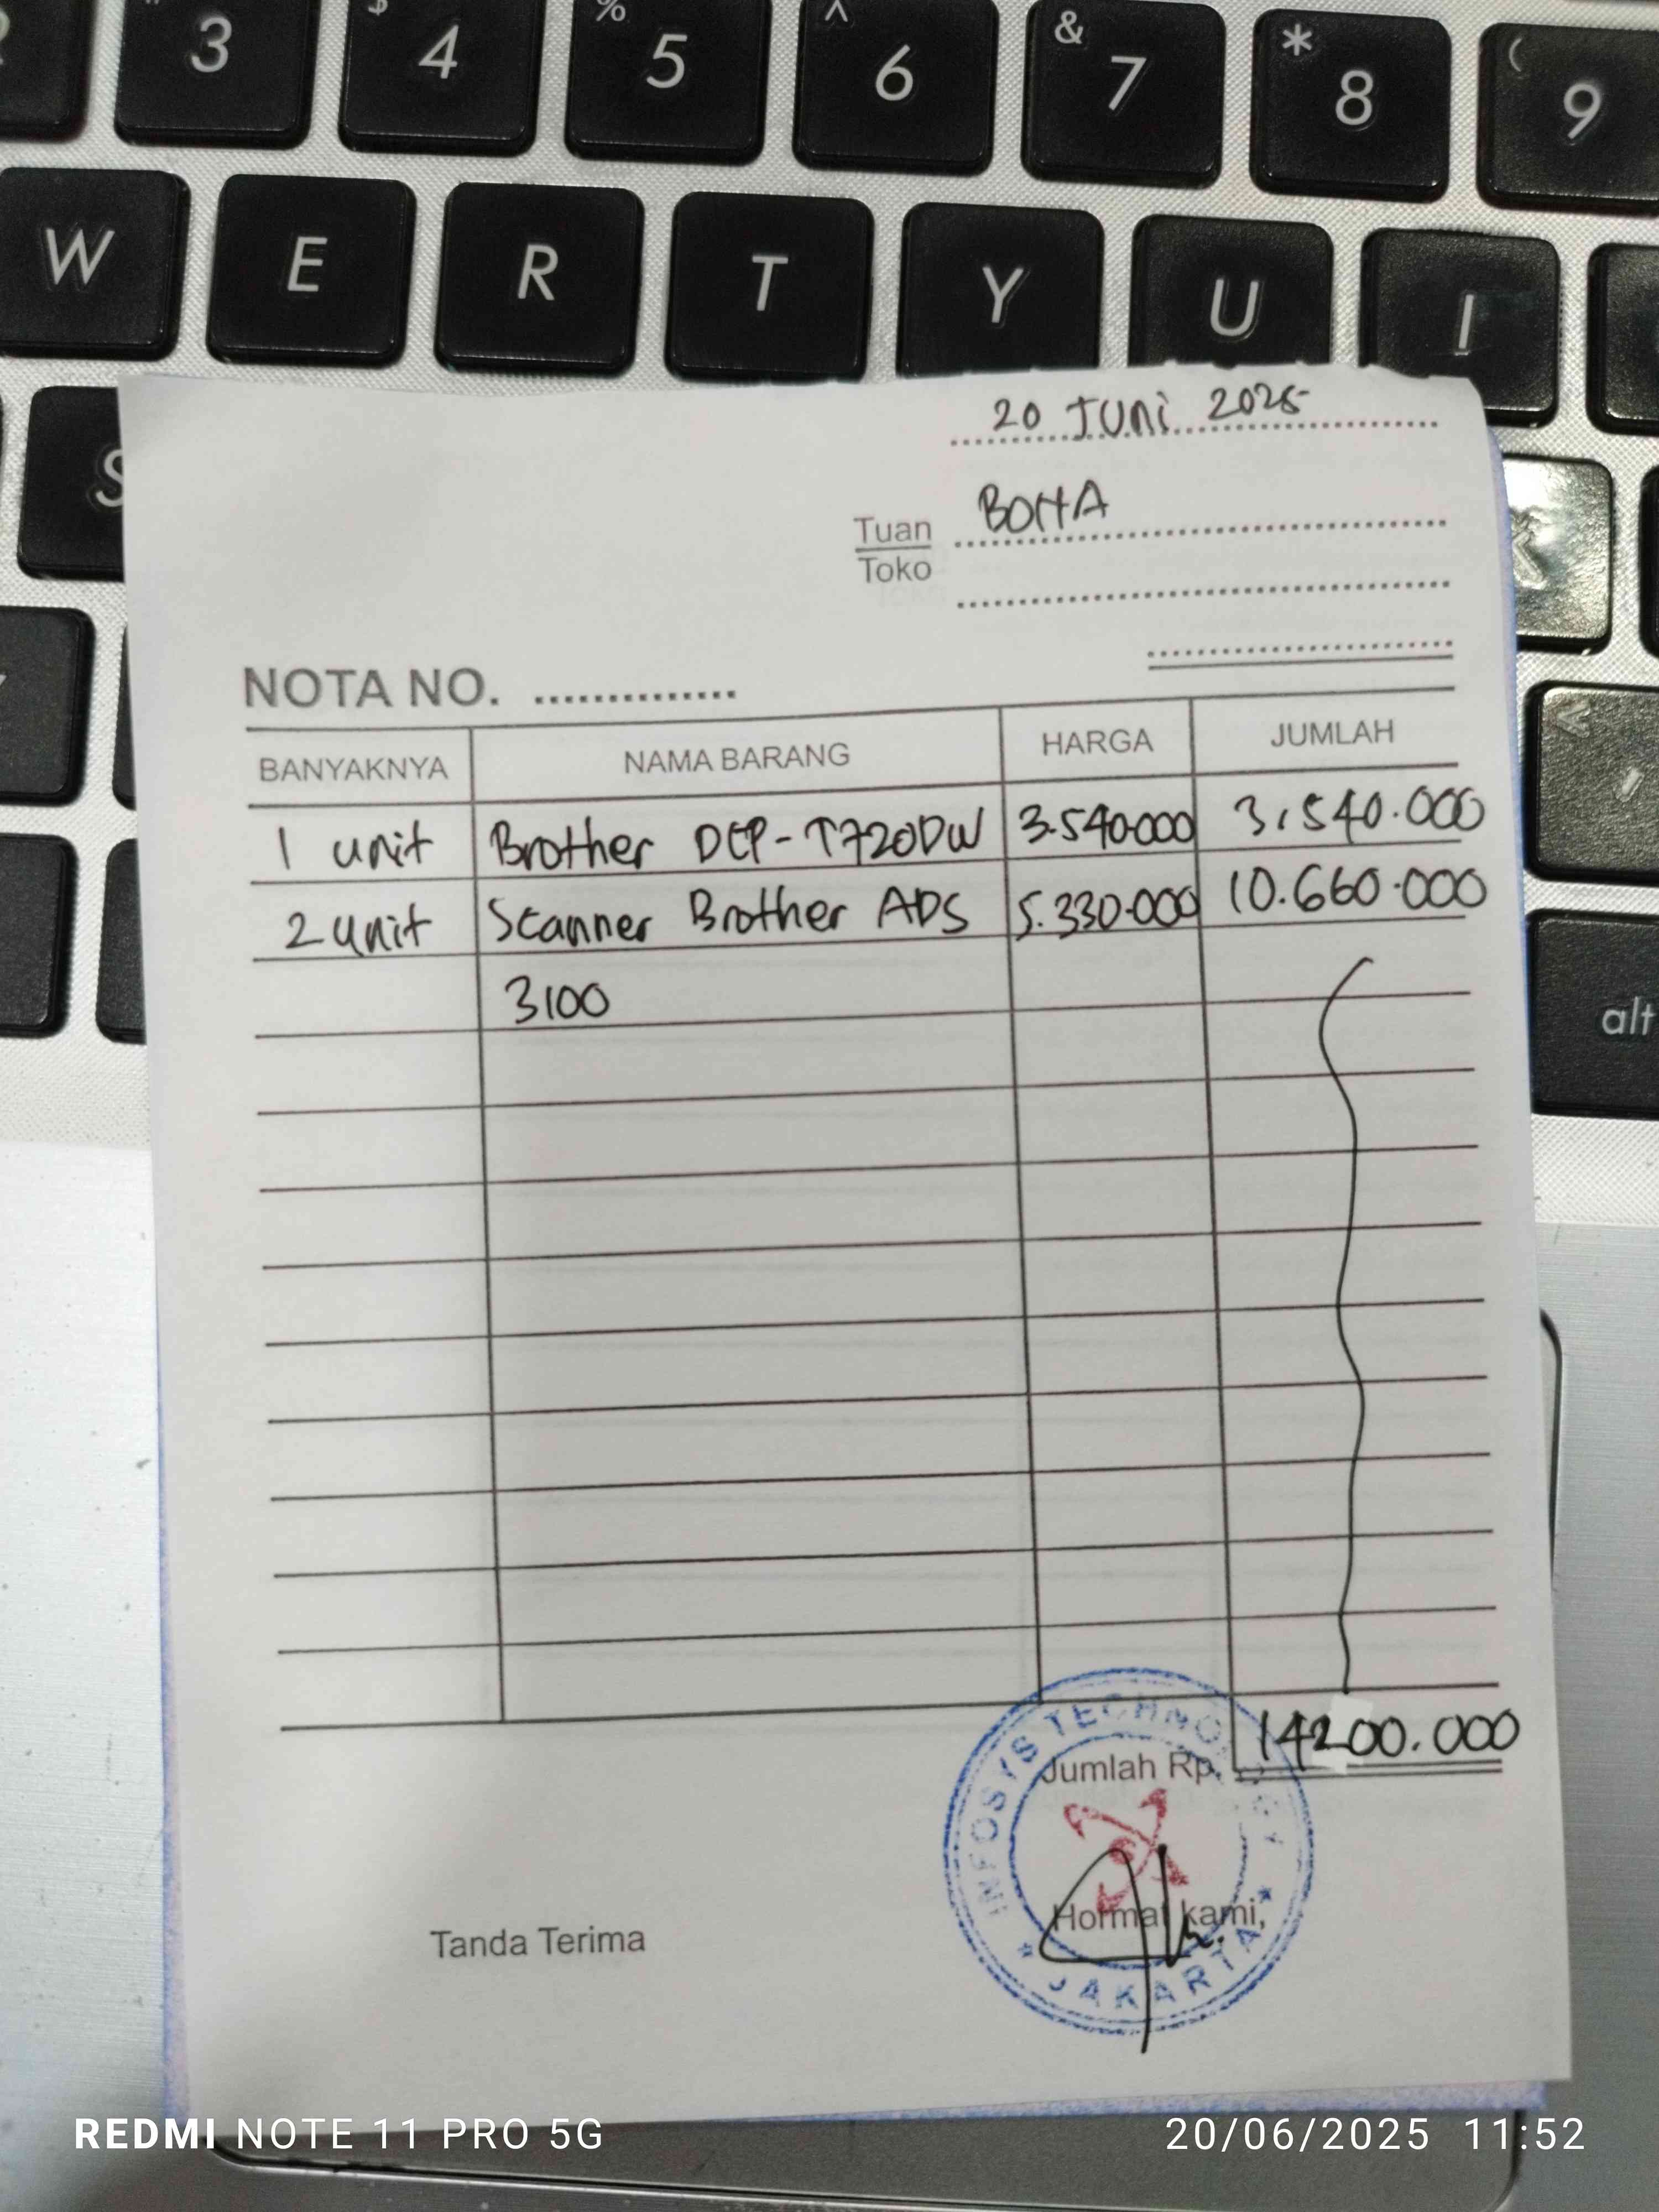 3 $ 4 % 5 ^ 6 & 7 * 8 ( 9
W E R T Y U I
S
alt
20 Juni 2025
Tuan BOHA
Toko
NOTA NO. ..............
BANYAKNYA NAMA BARANG HARGA JUMLAH
1 unit Brother DCP-T720DW 3.540.000 3,540.000
2 unit Scanner Brother ADS 5.330.000 10.660.000
3100
Jumlah Rp. 14200.000
INFOSYS TECHNOLOGY
Tanda Terima Hormat kami,
* JAKARTA *
REDMI NOTE 11 PRO 5G 20/06/2025 11:52